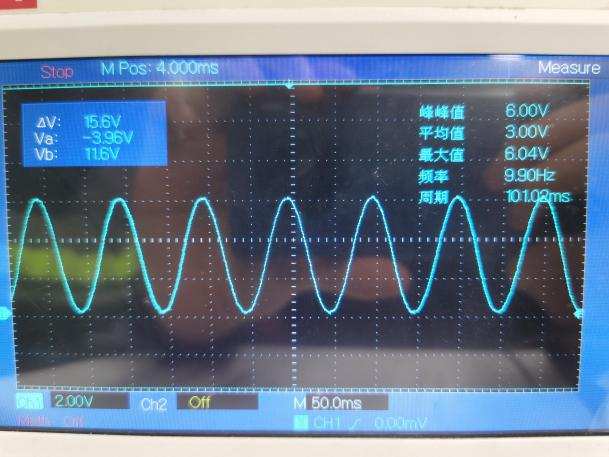 Stop M Pos: 4.000ms Measure
ΔV: 15.6V
Va: -3.96V
Vb: 11.6V
峰峰值 6.00V
平均值 3.00V
最大值 6.04V
频率 9.90Hz
周期 101.02ms
Ch1 2.00V Ch2 Off M 50.0ms
Math Off CH1 0.00mV